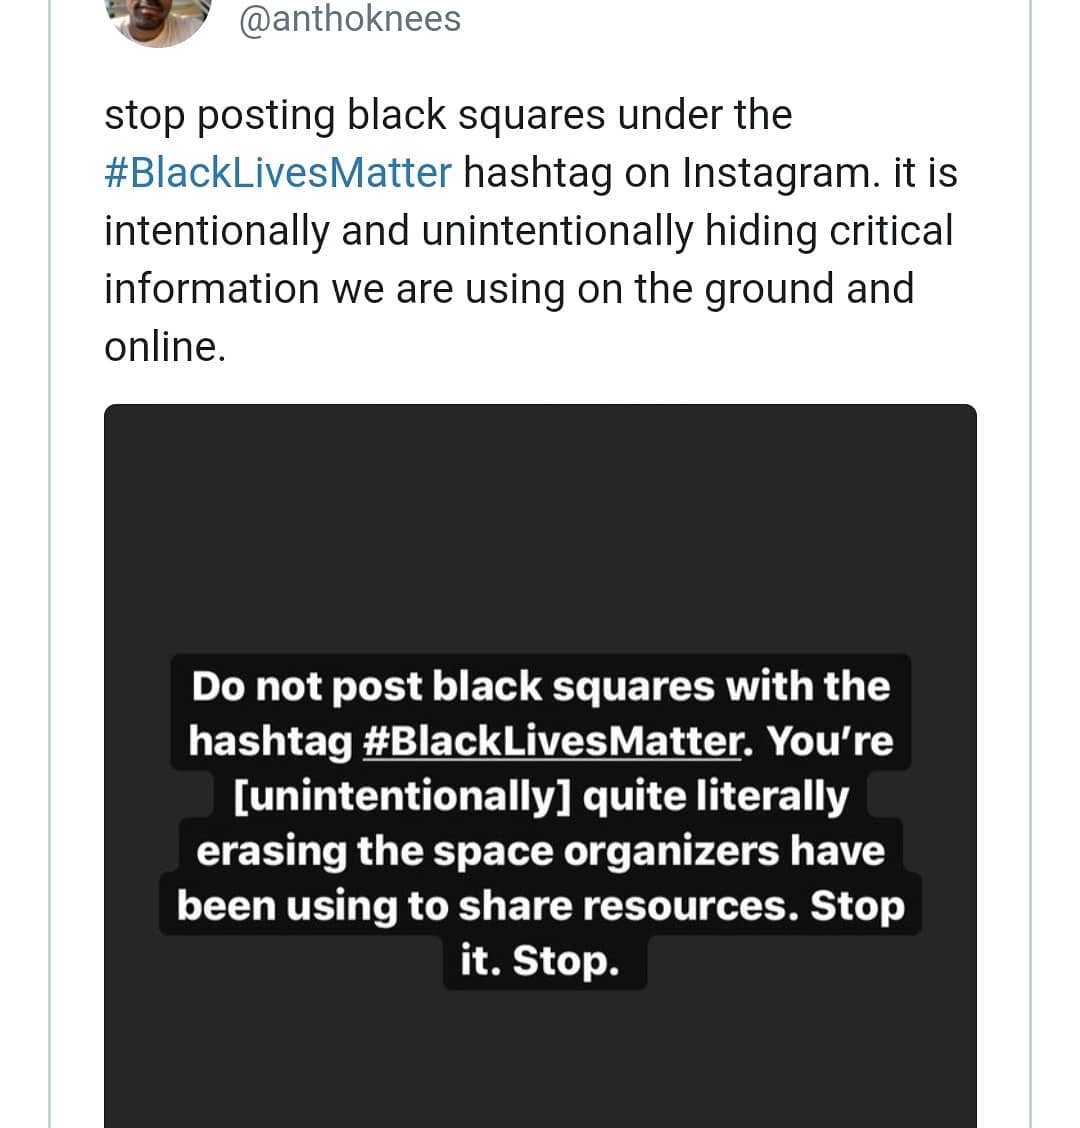 @anthoknees
stop posting black squares under the
#BlackLivesMatter hashtag on Instagram. it is
intentionally and unintentionally hiding critical
information we are using on the ground and
online.
Do not post black squares with the
hashtag #BlackLivesMatter. You’re
[unintentionally] quite literally
erasing the space organizers have
been using to share resources. Stop
it. Stop.